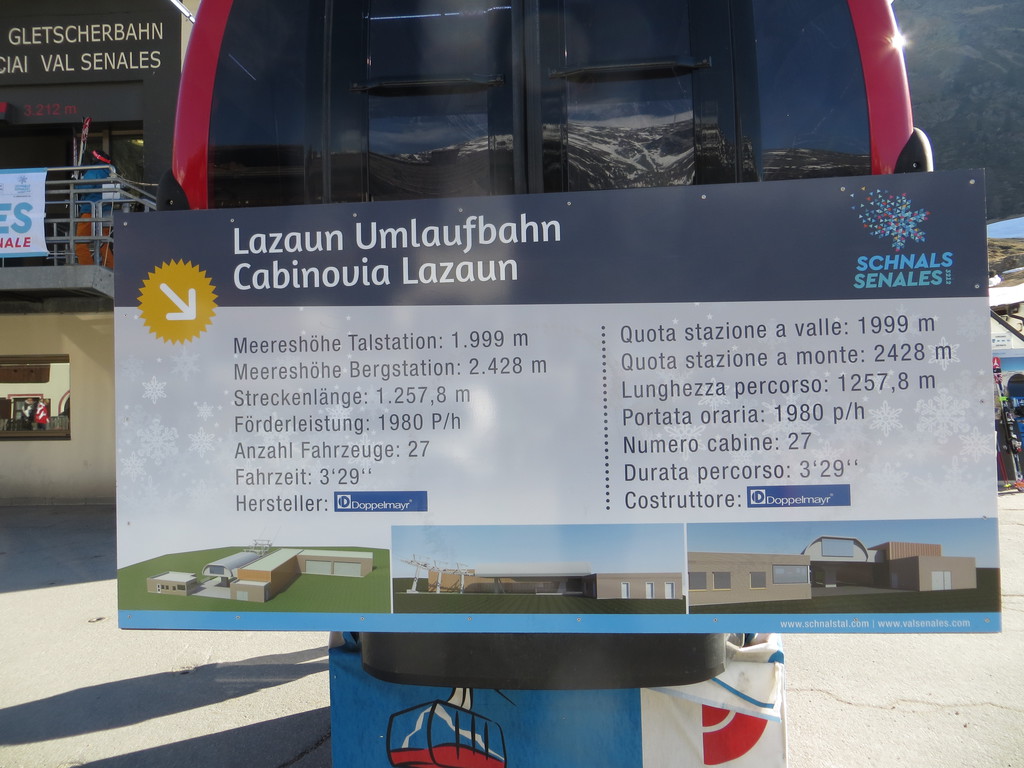 GLETSCHERBAHN
CIAI VAL SENALES
3.212 m
ES
NALE
Lazaun Umlaufbahn
Cabinovia Lazaun
SCHNALS
SENALES
Meereshöhe Talstation: 1.999 m
Meereshöhe Bergstation: 2.428 m
Streckenlänge: 1.257,8 m
Förderleistung: 1980 P/h
Anzahl Fahrzeuge: 27
Fahrzeit: 3'29“
Hersteller: Doppelmayr
Quota stazione a valle: 1999 m
Quota stazione a monte: 2428 m
Lunghezza percorso: 1257,8 m
Portata oraria: 1980 p/h
Numero cabine: 27
Durata percorso: 3'29“
Costruttore: Doppelmayr
www.schnalstal.com | www.valsenales.com